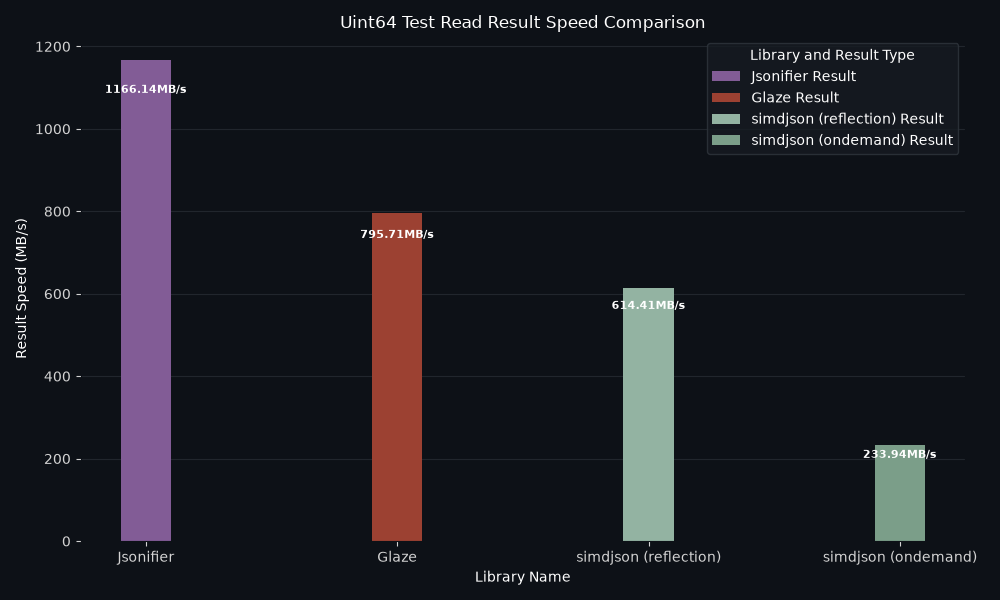 Uint64 Test Read Result Speed Comparison
Library and Result Type
Jsonifier Result
Glaze Result
simdjson (reflection) Result
simdjson (ondemand) Result
Result Speed (MB/s)
1200
1000
800
600
400
200
0
1166.14MB/s
795.71MB/s
614.41MB/s
233.94MB/s
Jsonifier
Glaze
simdjson (reflection)
simdjson (ondemand)
Library Name